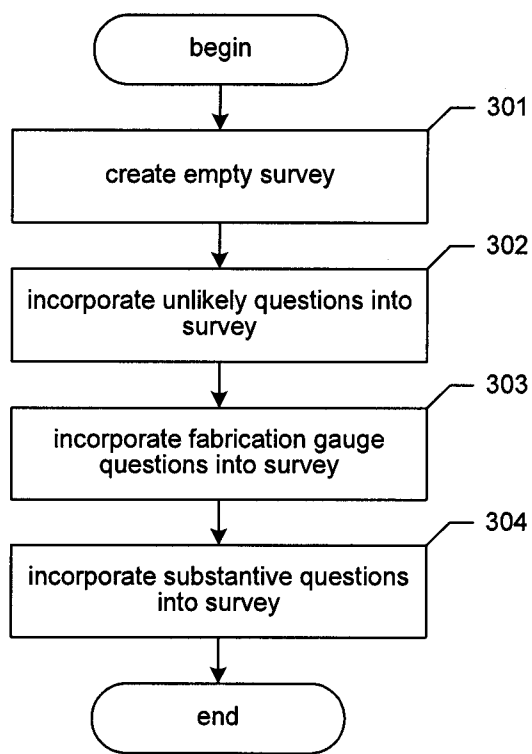 begin
301
create empty survey
302
incorporate unlikely questions into
survey
303
incorporate fabrication gauge
questions into survey
304
incorporate substantive questions
into survey
end